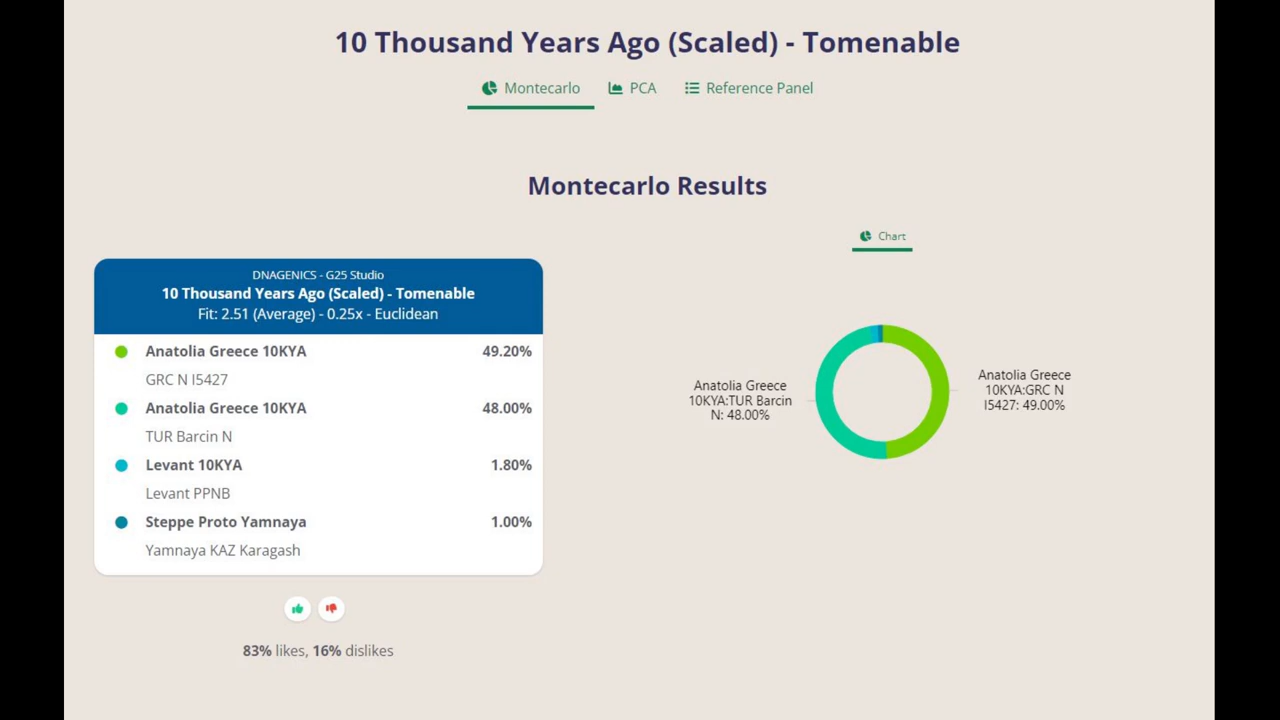 10 Thousand Years Ago (Scaled) - Tomenable
Montecarlo
PCA
Reference Panel
Montecarlo Results
Chart
DNAGENICS - G25 Studio
10 Thousand Years Ago (Scaled) - Tomenable
Fit: 2.51 (Average) - 0.25x - Euclidean
Anatolia Greece 10KYA 49.20%
GRC N I5427
Anatolia Greece 10KYA 48.00%
TUR Barcin N
Levant 10KYA 1.80%
Levant PPNB
Steppe Proto Yamnaya 1.00%
Yamnaya KAZ Karagash
83% likes, 16% dislikes
Anatolia Greece
10KYA:TUR Barcin
N: 48.00%
Anatolia Greece
10KYA:GRC N
I5427: 49.00%